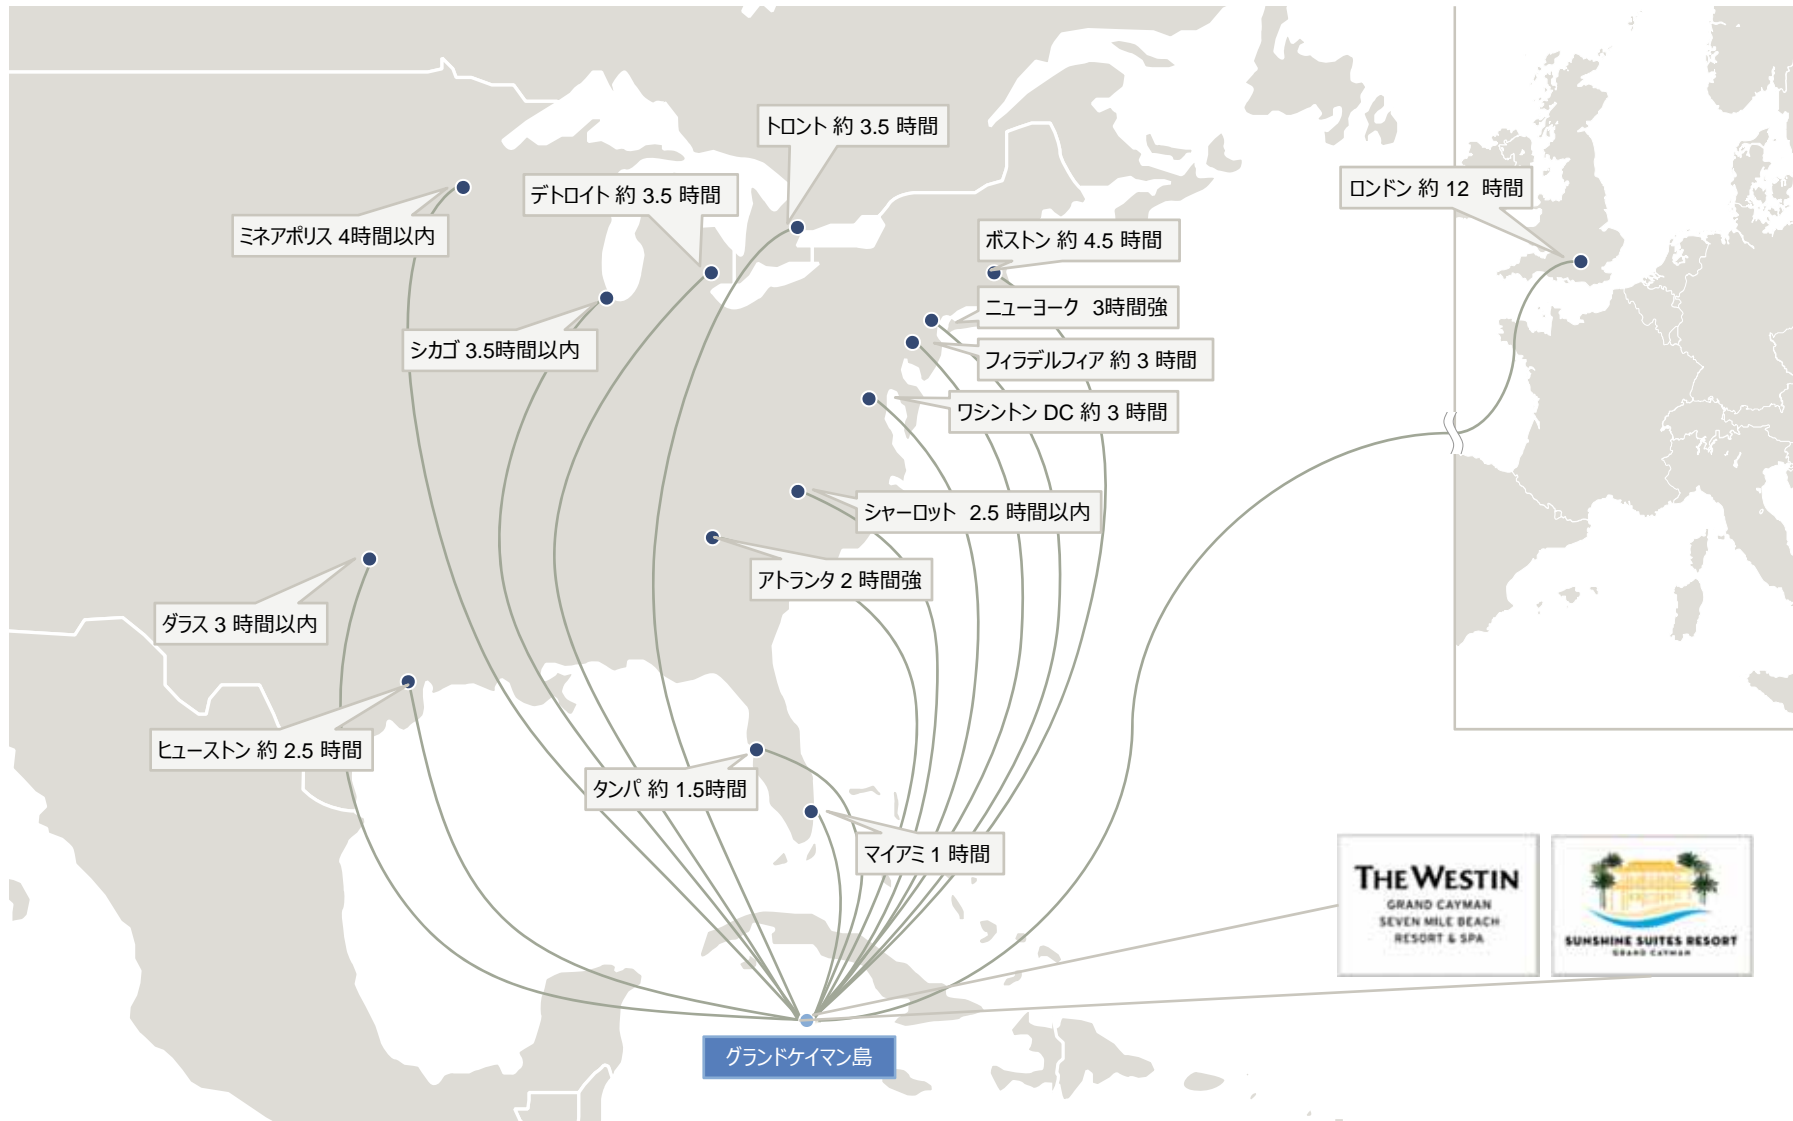 トロント 約 3.5 時間
デトロイト 約 3.5 時間
ロンドン 約 12 時間
ミネアポリス 4時間以内
ボストン 約 4.5 時間
ニューヨーク 3時間強
シカゴ 3.5時間以内
フィラデルフィア 約 3 時間
ワシントン DC 約 3 時間
シャーロット 2.5 時間以内
アトランタ 2 時間強
ダラス 3 時間以内
ヒューストン 約 2.5 時間
タンパ 約 1.5時間
マイアミ 1 時間
THE WESTIN
GRAND CAYMAN
SEVEN MILE BEACH
RESORT & SPA
SUNSHINE SUITES RESORT
GRAND CAYMAN
グランドケイマン島